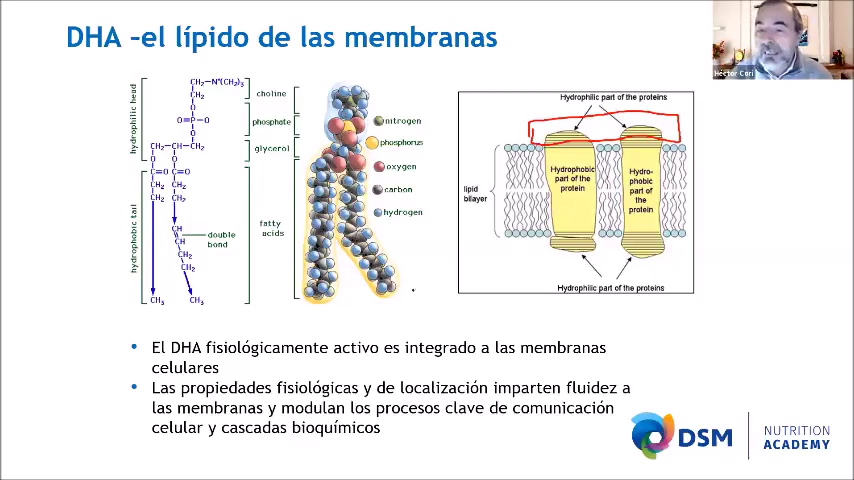 DHA –el lípido de las membranas
Héctor Cori
hydrophilic head
hydrophobic tail
CH₂ – N⁺(CH₃)₃
CH₂
O
O=P–O
O
CH₂–CH–CH₂
O O
C=O C=O
CH₂ CH₂
CH₂ CH₂
CH
CH
CH₂
CH₂
CH₃ CH₃
double
bond
choline
phosphate
glycerol
fatty
acids
nitrogen
phosphorus
oxygen
carbon
hydrogen
Hydrophilic part of the proteins
lipid
bilayer
Hydrophobic
part of the
protein
Hydro-
phobic
part of
the
protein
Hydrophilic part of the proteins
• El DHA fisiológicamente activo es integrado a las membranas
celulares
• Las propiedades fisiológicas y de localización imparten fluidez a
las membranas y modulan los procesos clave de comunicación
celular y cascadas bioquímicos
DSM
NUTRITION
ACADEMY